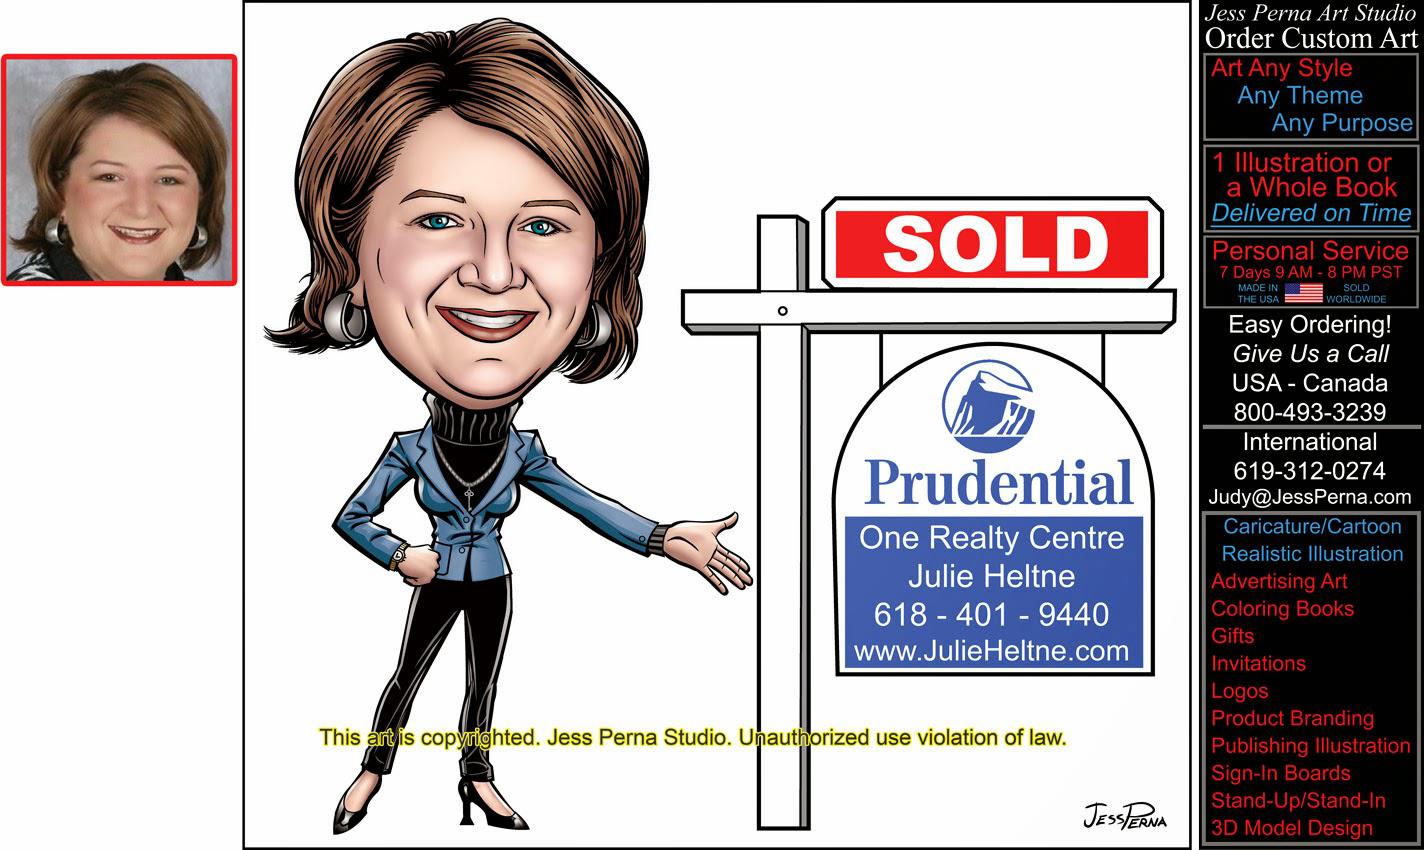 SOLD
Prudential
One Realty Centre
Julie Heltne
618 - 401 - 9440
www.JulieHeltne.com
This art is copyrighted. Jess Perna Studio. Unauthorized use violation of law.
JESS PERNA
Jess Perna Art Studio
Order Custom Art
Art Any Style
Any Theme
Any Purpose
1 Illustration or
a Whole Book
Delivered on Time
Personal Service
7 Days 9 AM - 8 PM PST
MADE IN THE USA
SOLD WORLDWIDE
Easy Ordering!
Give Us a Call
USA - Canada
800-493-3239
International
619-312-0274
Judy@JessPerna.com
Caricature/Cartoon
Realistic Illustration
Advertising Art
Coloring Books
Gifts
Invitations
Logos
Product Branding
Publishing Illustration
Sign-In Boards
Stand-Up/Stand-In
3D Model Design